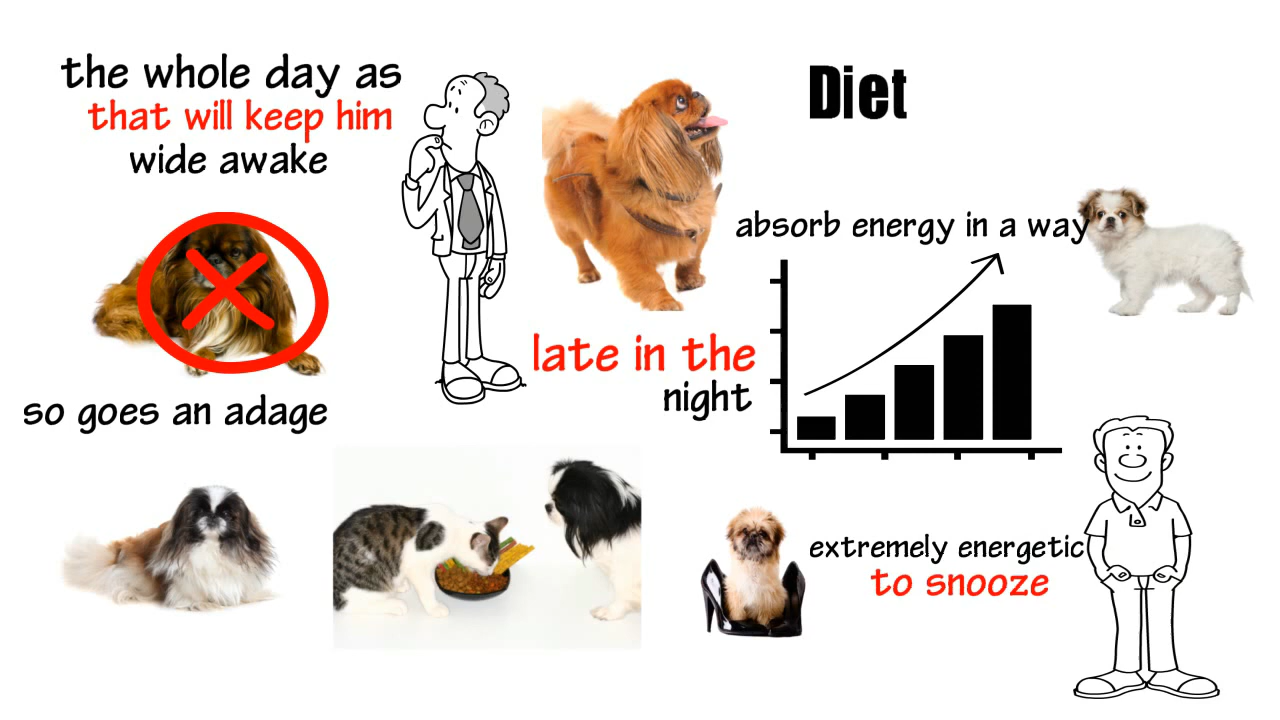 the whole day as
that will keep him
wide awake
Diet
absorb energy in a way
late in the
night
so goes an adage
extremely energetic
to snooze